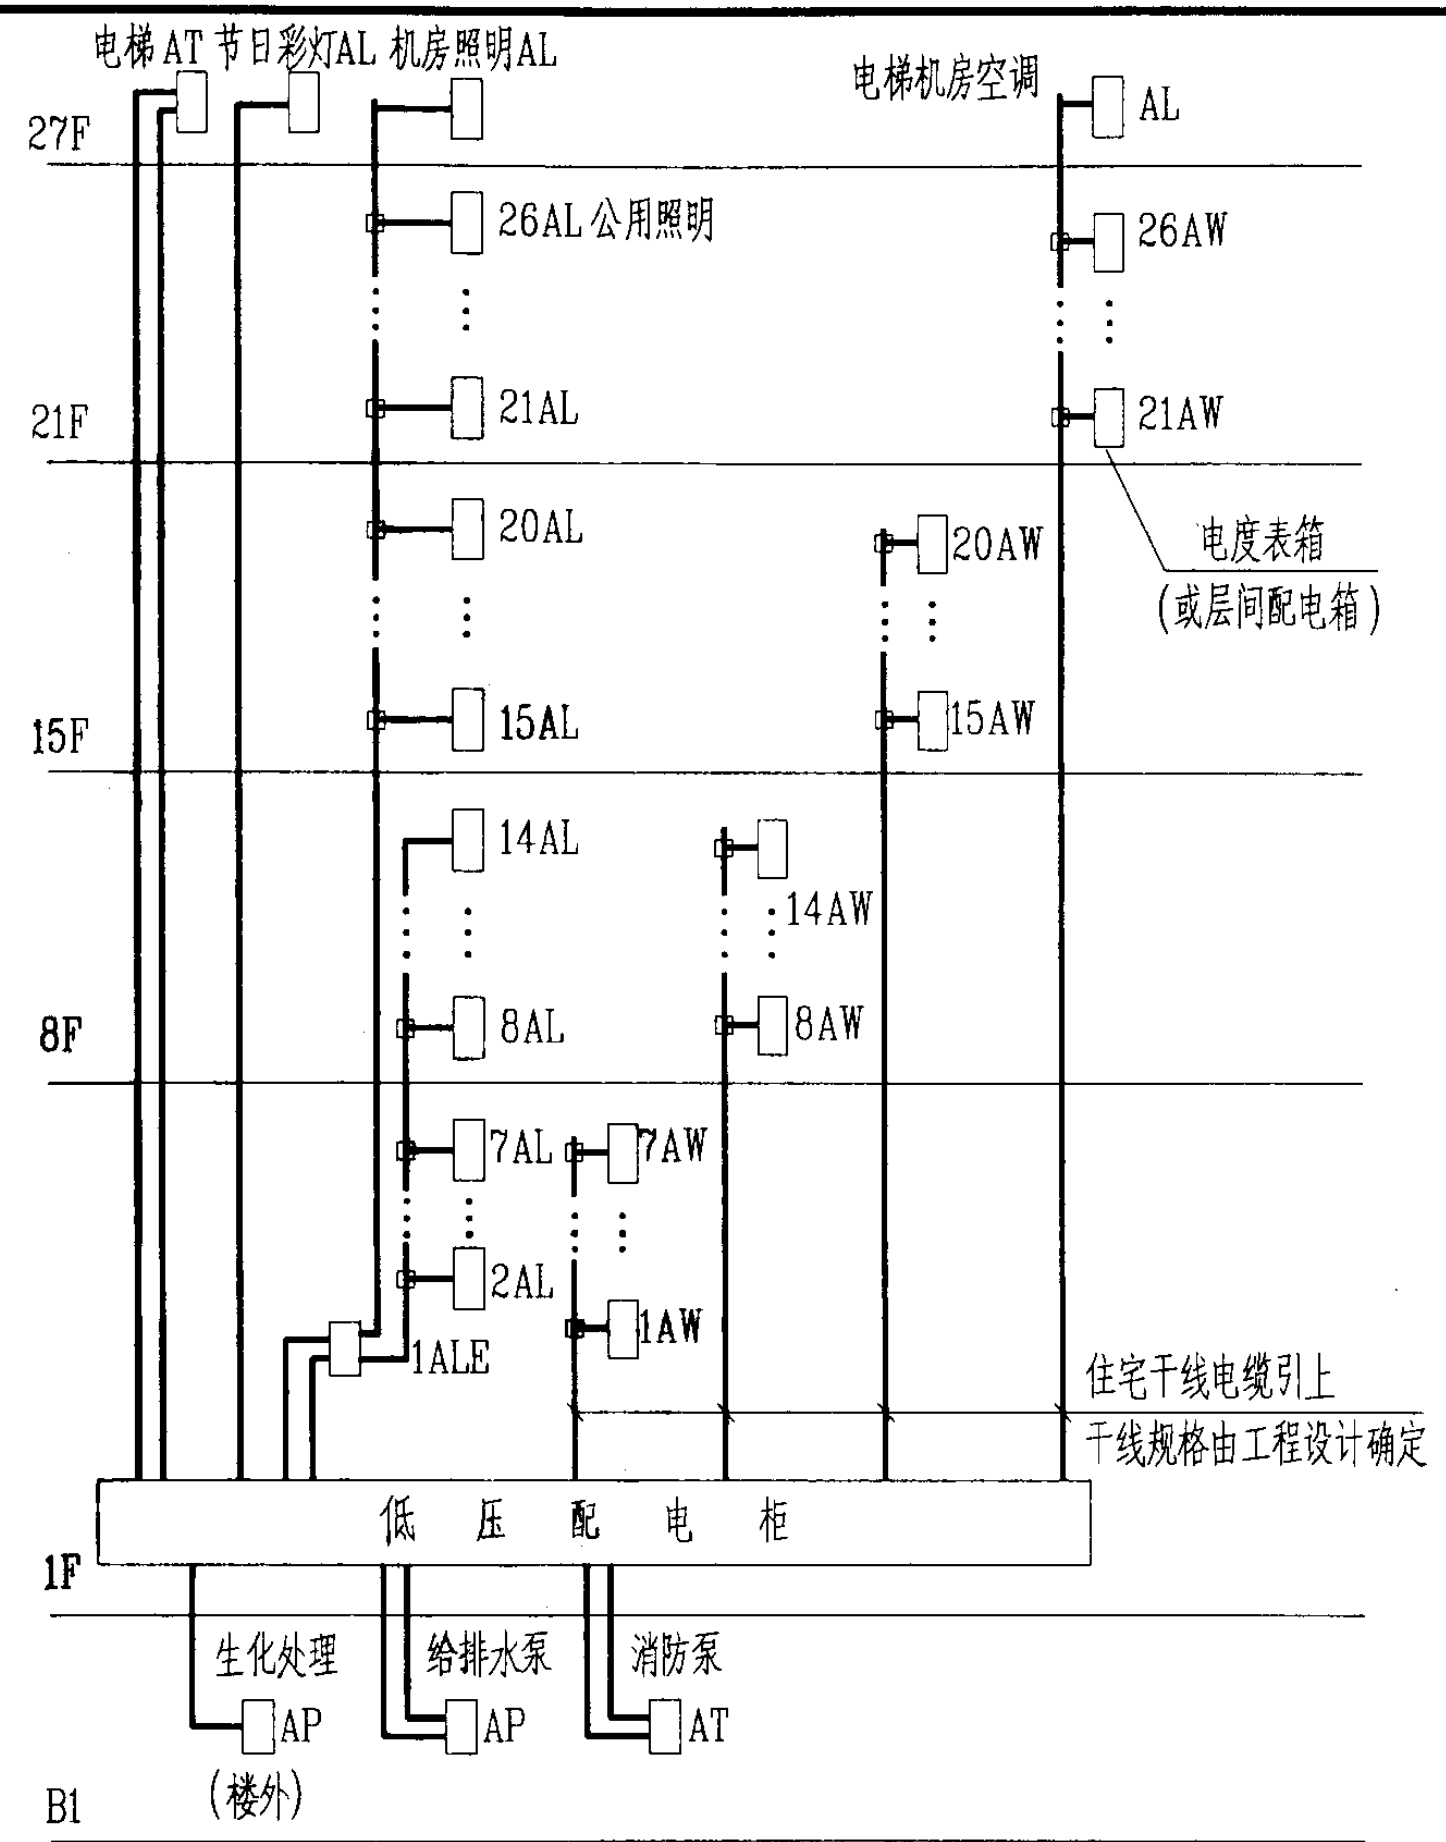 电梯AT 节日彩灯AL 机房照明AL
电梯机房空调
AL
27F
26AL 公用照明
26AW
21F
21AL
21AW
20AL
20AW
电度表箱
(或层间配电箱)
15F
15AL
15AW
14AL
14AW
8F
8AL
8AW
7AL
7AW
2AL
1AW
1ALE
住宅干线电缆引上
干线规格由工程设计确定
低压配电柜
1F
生化处理
给排水泵
消防泵
AP
AP
AT
(楼外)
B1